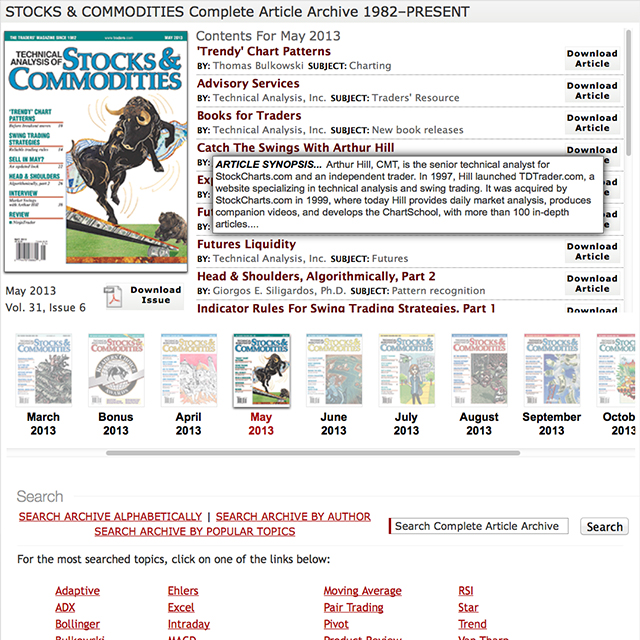 STOCKS & COMMODITIES Complete Article Archive 1982–PRESENT
THE TRADERS' MAGAZINE SINCE 1982
www.traders.com
MAY 2013
TECHNICAL
ANALYSIS OF
STOCKS &
COMMODITIES
'TRENDY' CHART
PATTERNS
SWING TRADING
STRATEGIES
SELL IN MAY?
HEAD & SHOULDERS
Algorithmically, part 2
INTERVIEW
Market Swings
with Arthur Hill
REVIEW
May 2013
Vol. 31, Issue 6
Download
Issue
Contents For May 2013
'Trendy' Chart Patterns
BY: Thomas Bulkowski SUBJECT: Charting
Download
Article
Advisory Services
BY: Technical Analysis, Inc. SUBJECT: Traders' Resource
Download
Article
Books for Traders
BY: Technical Analysis, Inc. SUBJECT: New book releases
Download
Article
Catch The Swings With Arthur Hill
BY:
Download
ARTICLE SYNOPSIS... Arthur Hill, CMT, is the senior technical analyst for
StockCharts.com and an independent trader. In 1997, Hill launched TDTrader.com, a
website specializing in technical analysis and swing trading. It was acquired by
StockCharts.com in 1999, where today Hill provides daily market analysis, produces
companion videos, and develops the ChartSchool, with more than 100 in-depth
articles....
Futures Liquidity
BY: Technical Analysis, Inc. SUBJECT: Futures
Download
Article
Head & Shoulders, Algorithmically, Part 2
BY: Giorgos E. Siligardos, Ph.D. SUBJECT: Pattern recognition
Download
Article
Indicator Rules For Swing Trading Strategies, Part 1
Download
March
2013
Bonus
2013
April
2013
May
2013
June
2013
July
2013
August
2013
September
2013
Octob
2013
Search
SEARCH ARCHIVE ALPHABETICALLY | SEARCH ARCHIVE BY AUTHOR
SEARCH ARCHIVE BY POPULAR TOPICS
Search Complete Article Archive
Search
For the most searched topics, click on one of the links below:
Adaptive Ehlers Moving Average RSI
ADX Excel Pair Trading Star
Bollinger Intraday Pivot Trend
Bulkowski MACD Product Review Van Tharp